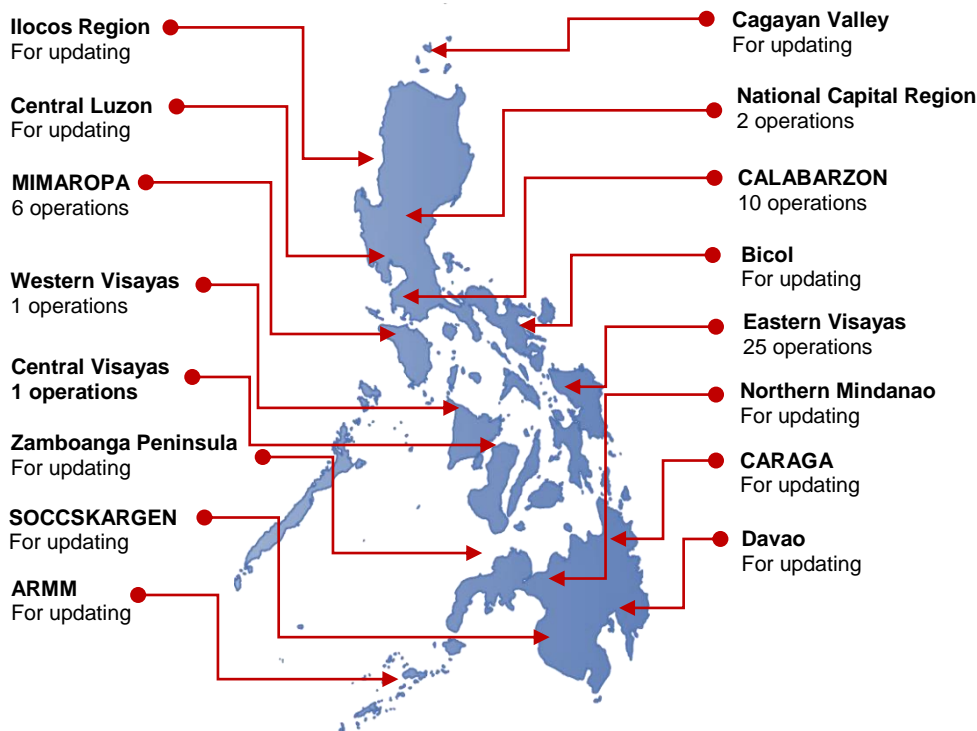 Ilocos Region
For updating
Central Luzon
For updating
MIMAROPA
6 operations
Western Visayas
1 operations
Central Visayas
1 operations
Zamboanga Peninsula
For updating
SOCCSKARGEN
For updating
ARMM
For updating
Cagayan Valley
For updating
National Capital Region
2 operations
CALABARZON
10 operations
Bicol
For updating
Eastern Visayas
25 operations
Northern Mindanao
For updating
CARAGA
For updating
Davao
For updating